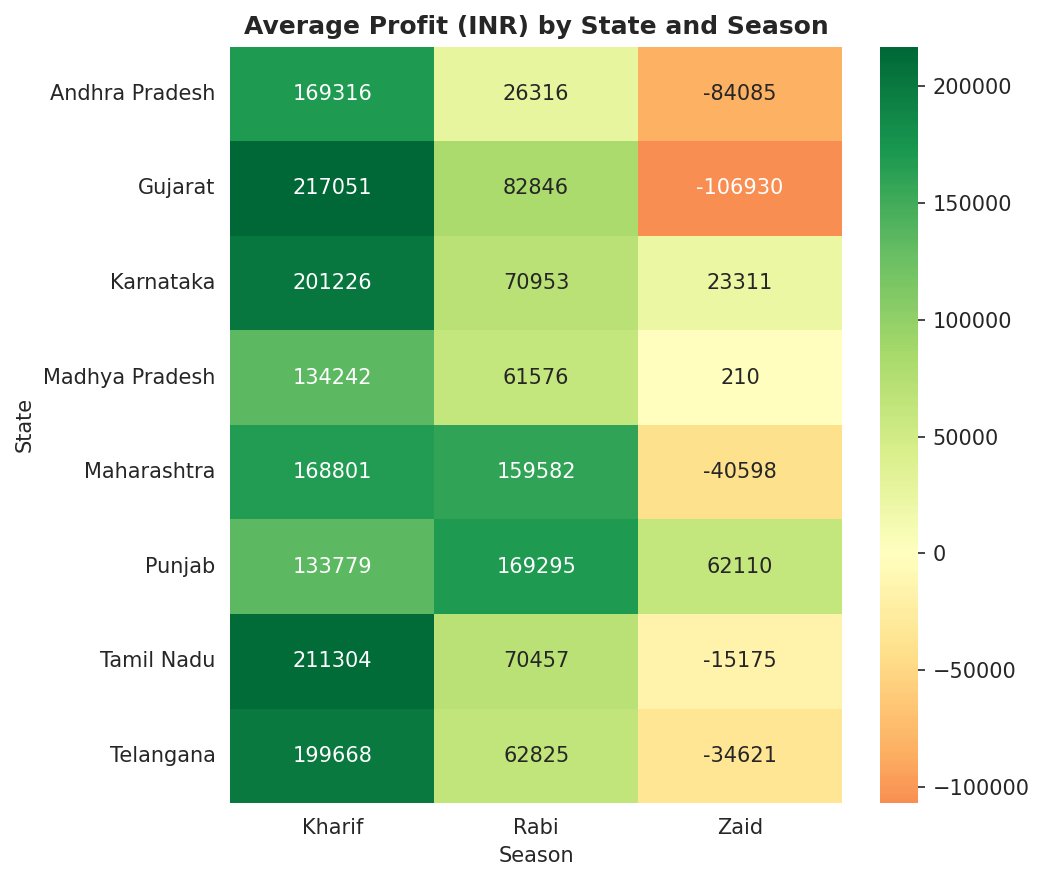 Average Profit (INR) by State and Season
Andhra Pradesh 169316 26316 -84085
Gujarat 217051 82846 -106930
Karnataka 201226 70953 23311
Madhya Pradesh 134242 61576 210
Maharashtra 168801 159582 -40598
Punjab 133779 169295 62110
Tamil Nadu 211304 70457 -15175
Telangana 199668 62825 -34621
Kharif Rabi Zaid
Season
State
200000
150000
100000
50000
0
−50000
−100000